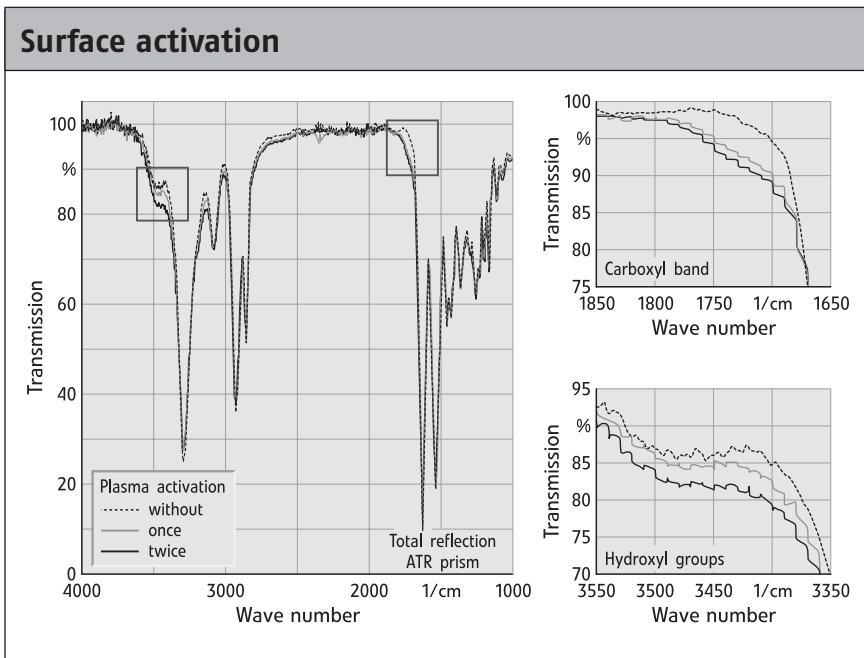 Surface activation
100
%
80
60
40
20
0
Transmission
4000
3000
2000
1/cm
1000
Wave number
Plasma activation
without
once
twice
Total reflection
ATR prism
100
%
90
85
80
75
Transmission
Carboxyl band
1850
1800
1750
1/cm
1650
Wave number
95
%
85
80
75
70
Transmission
Hydroxyl groups
3550
3500
3450
1/cm
3350
Wave number